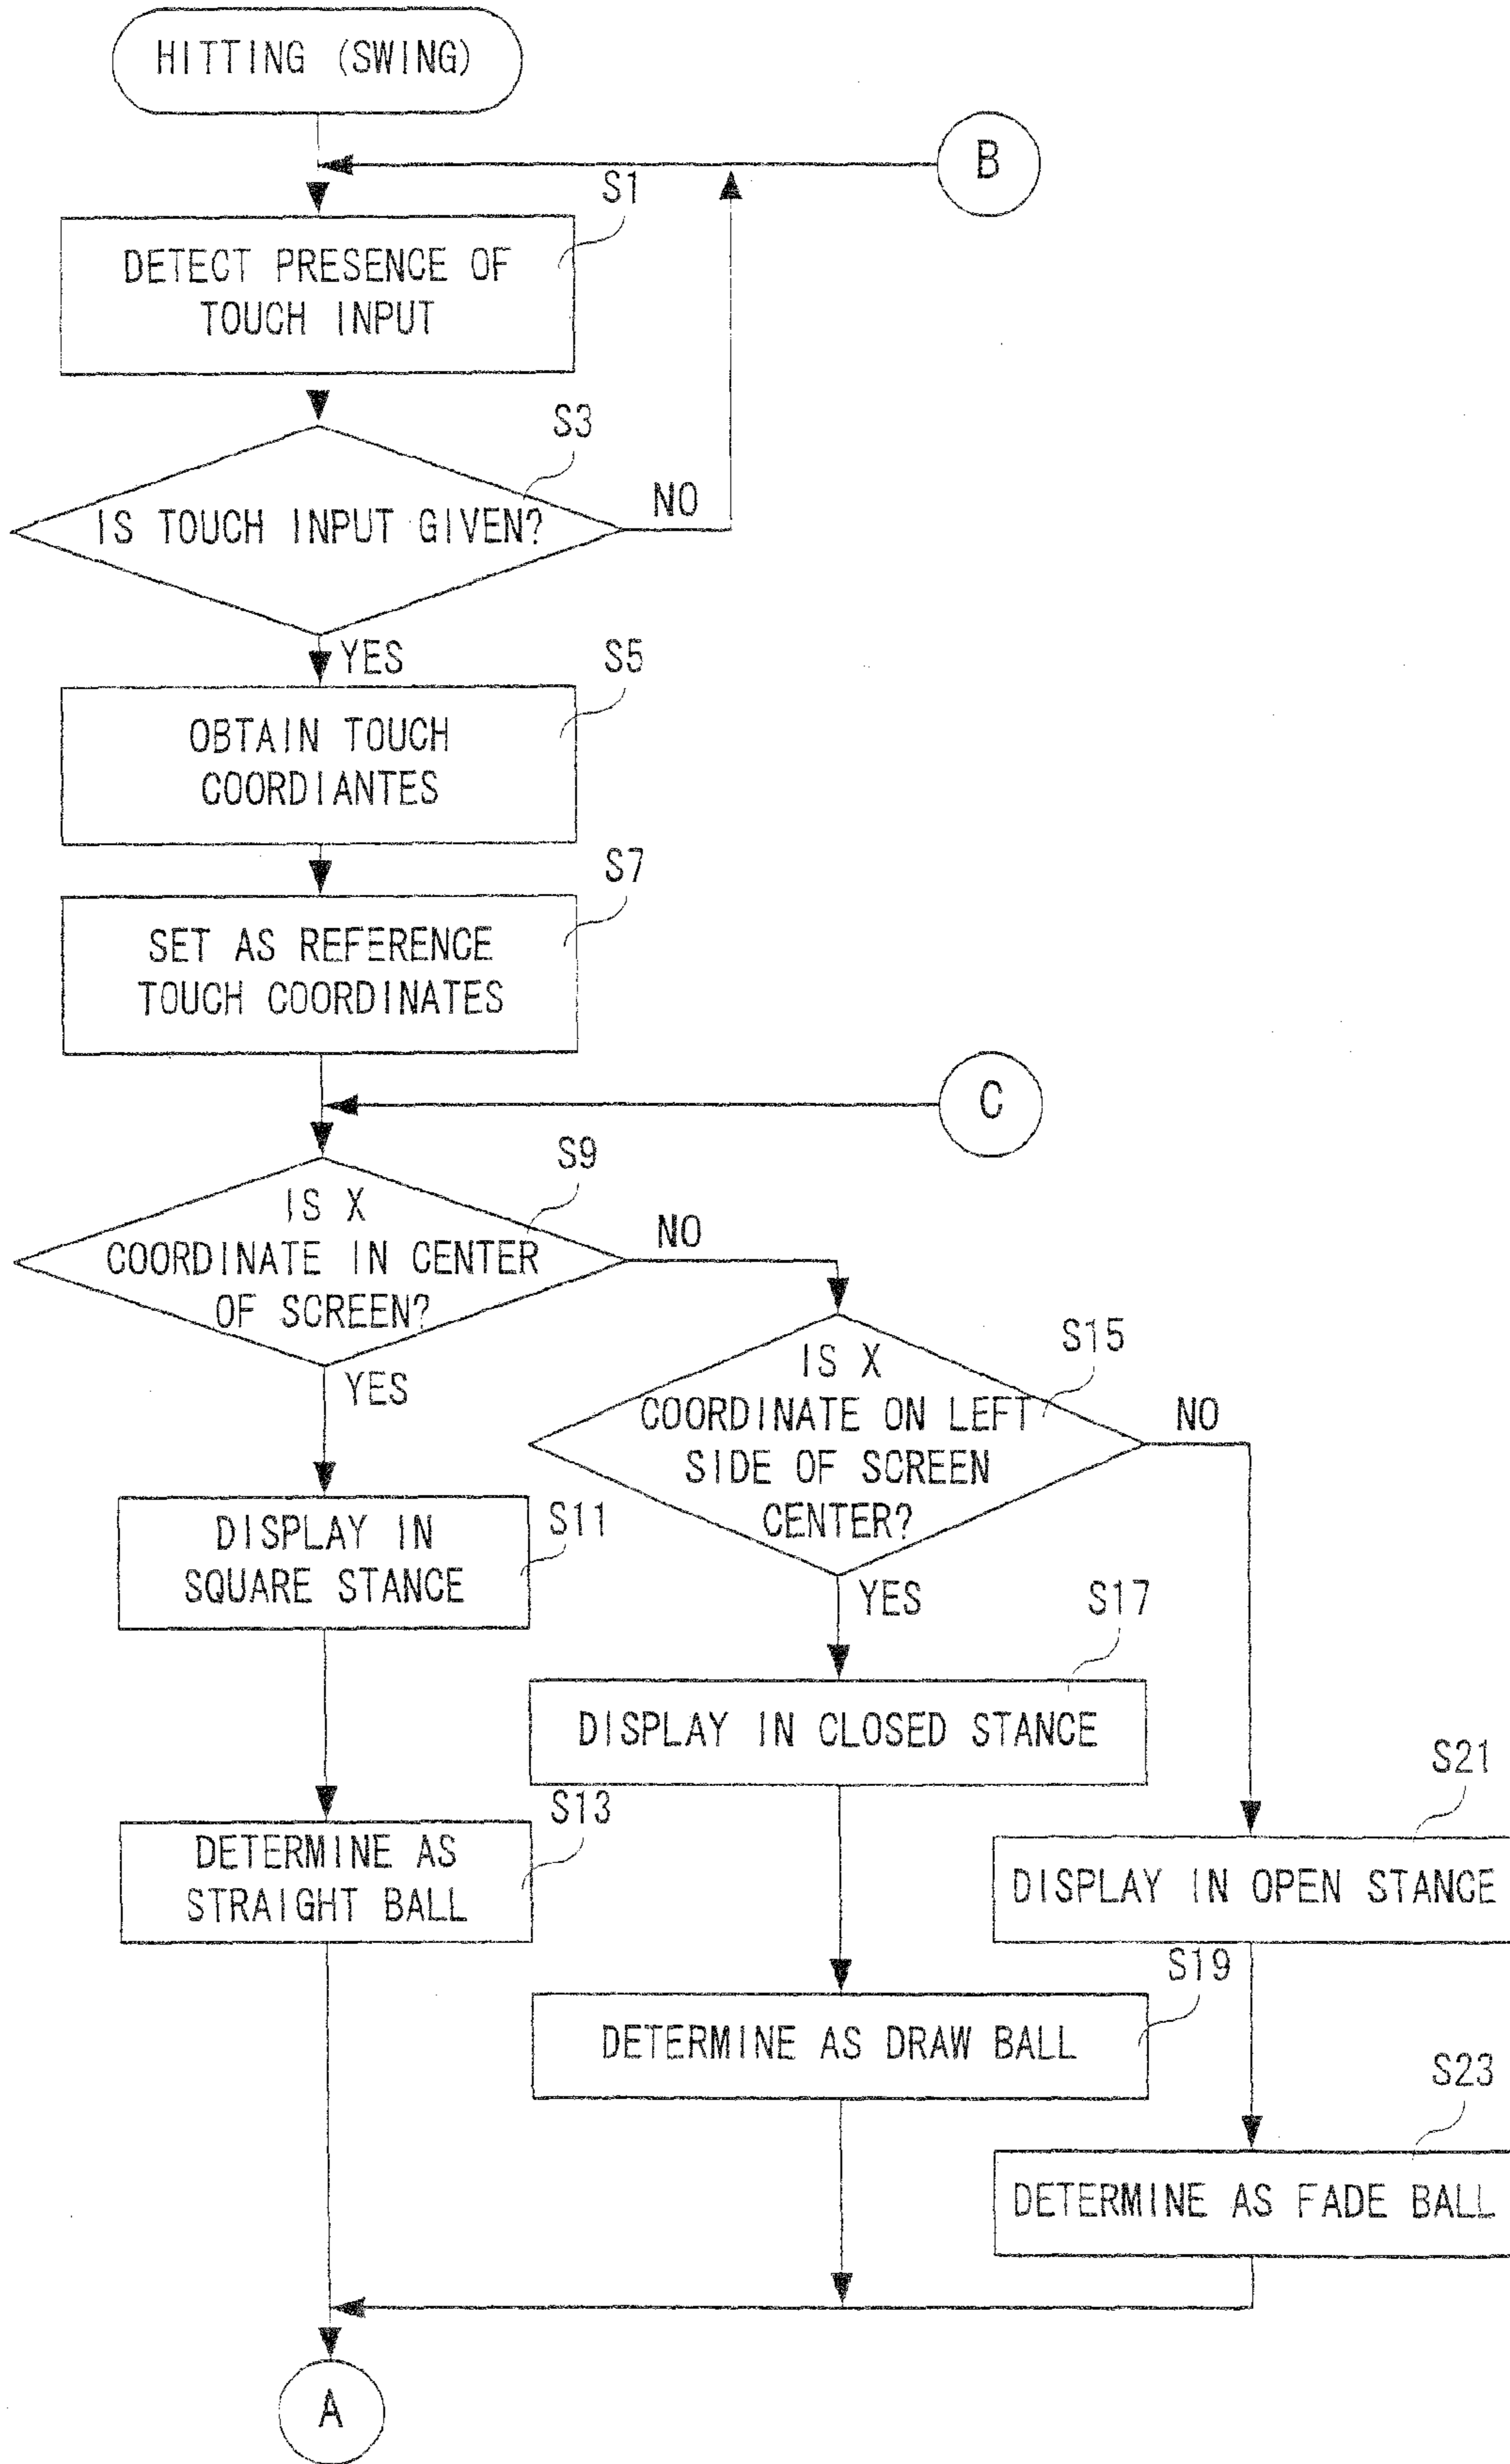 HITTING (SWING)
B
S1
DETECT PRESENCE OF
TOUCH INPUT
S3
IS TOUCH INPUT GIVEN?
NO
YES
S5
OBTAIN TOUCH
COORDIANTES
S7
SET AS REFERENCE
TOUCH COORDINATES
C
S9
IS X
COORDINATE IN CENTER
OF SCREEN?
NO
YES
S15
IS X
COORDINATE ON LEFT
SIDE OF SCREEN
CENTER?
NO
YES
S11
DISPLAY IN
SQUARE STANCE
S17
DISPLAY IN CLOSED STANCE
S13
DETERMINE AS
STRAIGHT BALL
S21
DISPLAY IN OPEN STANCE
S19
DETERMINE AS DRAW BALL
S23
DETERMINE AS FADE BALL
A